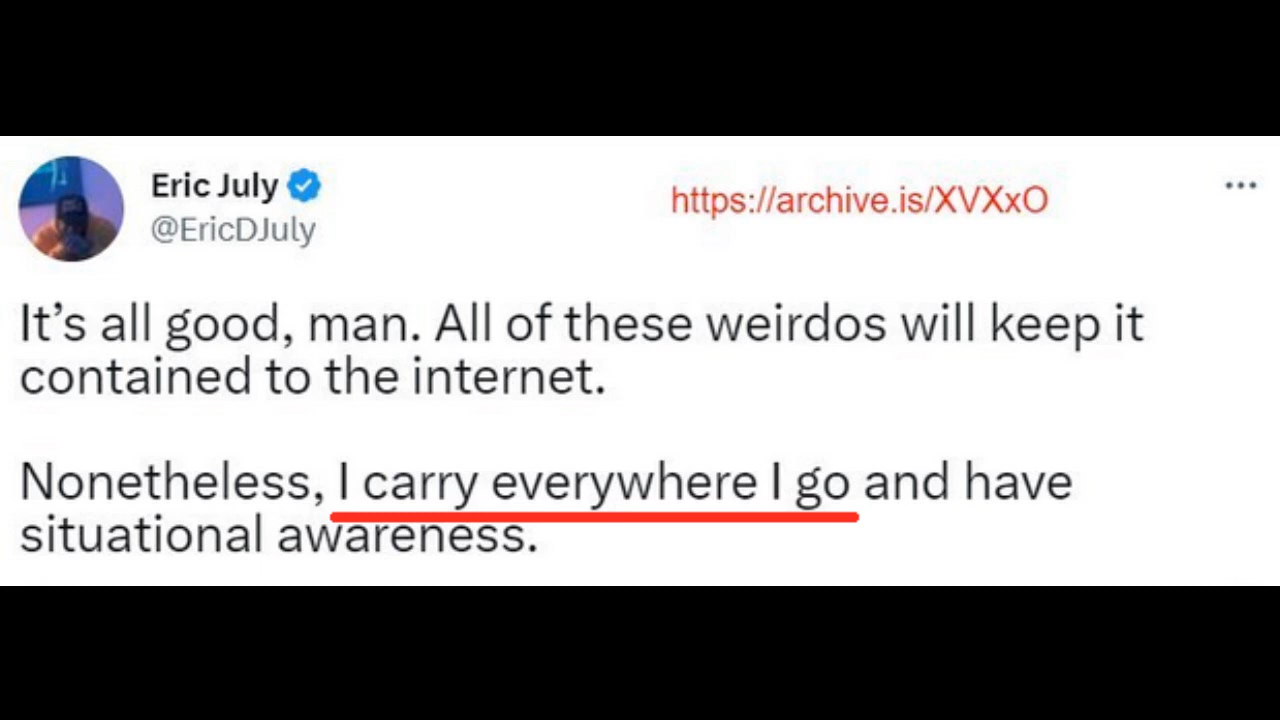 Eric July
https://archive.is/XVXxO
@EricDJuly
It's all good, man. All of these weirdos will keep it
contained to the internet.
Nonetheless, I carry everywhere I go and have
situational awareness.